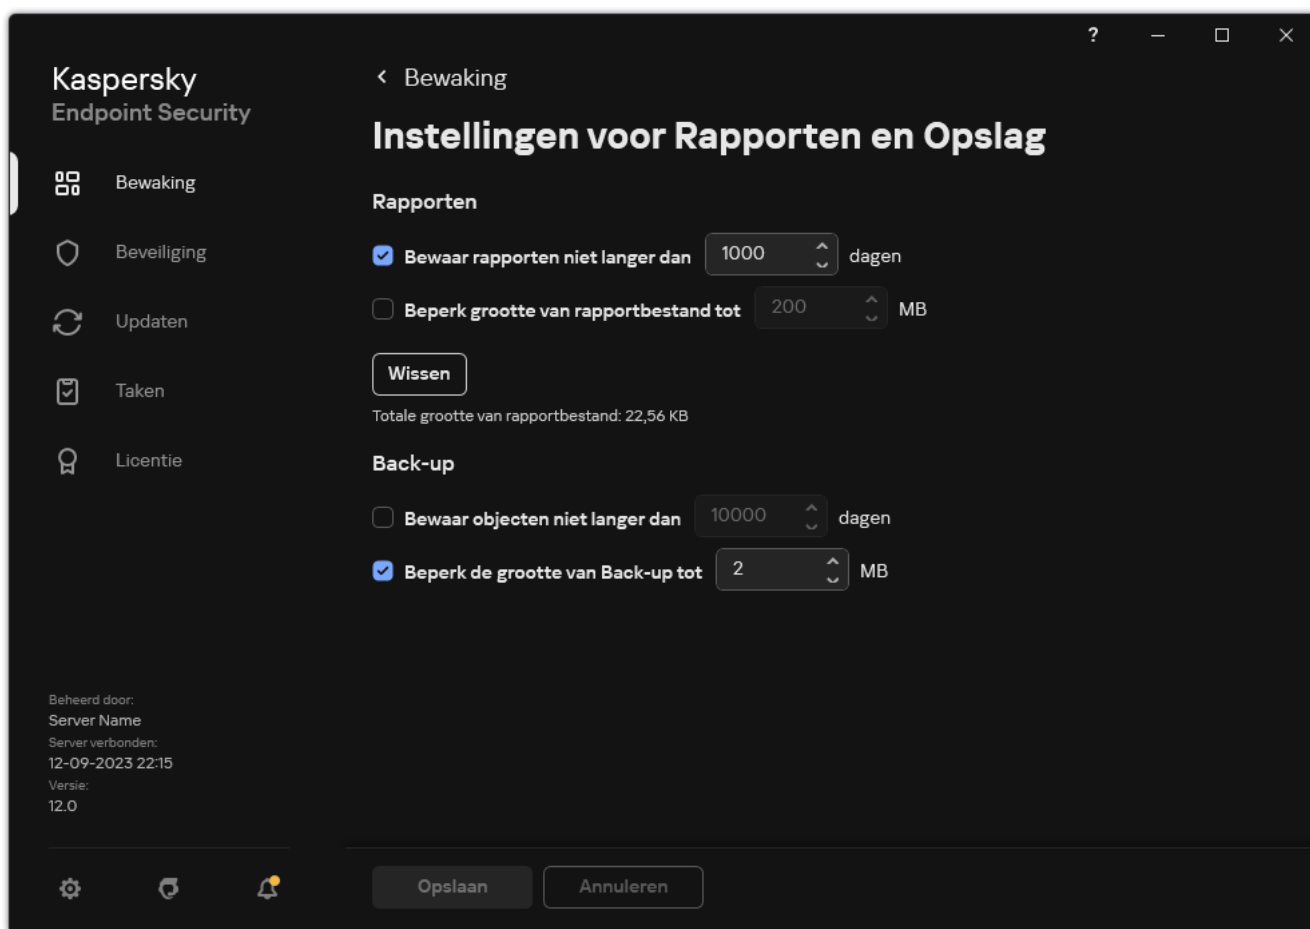 ?
Kaspersky
Endpoint Security
Bewaking
Beveiliging
Updaten
Taken
Licentie
Beheerd door:
Server Name
Server verbonden:
12-09-2023 22:15
Versie:
12.0
Bewaking
Instellingen voor Rapporten en Opslag
Rapporten
Bewaar rapporten niet langer dan 1000 dagen
Beperk grootte van rapportbestand tot 200 MB
Wissen
Totale grootte van rapportbestand: 22,56 KB
Back-up
Bewaar objecten niet langer dan 10000 dagen
Beperk de grootte van Back-up tot 2 MB
Opslaan Annuleren